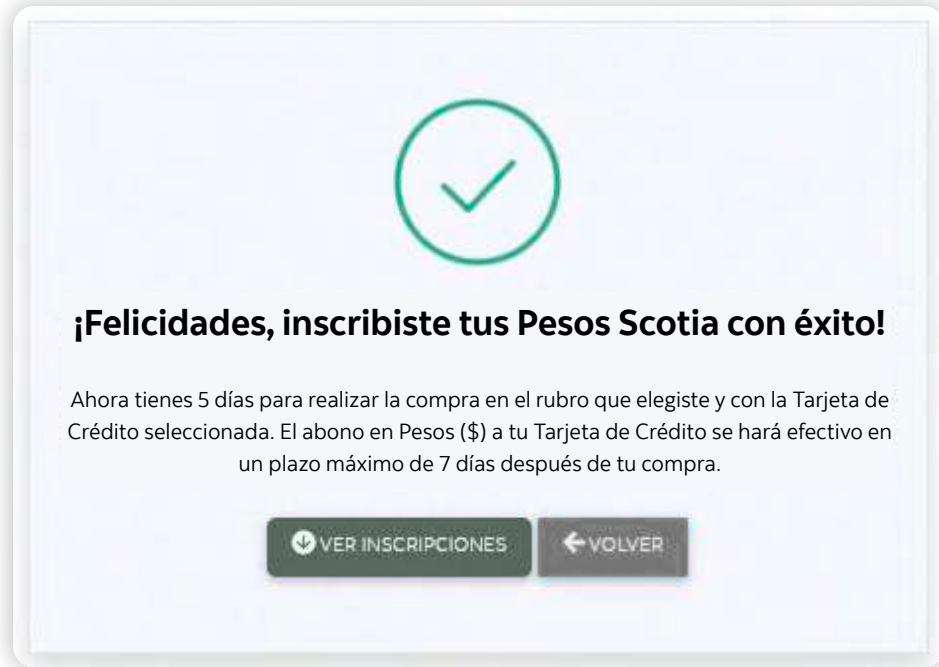 ¡Felicidades, inscribiste tus Pesos Scotia con éxito!
Ahora tienes 5 días para realizar la compra en el rubro que elegiste y con la Tarjeta de
Crédito seleccionada. El abono en Pesos ($) a tu Tarjeta de Crédito se hará efectivo en
un plazo máximo de 7 días después de tu compra.
VER INSCRIPCIONES VOLVER